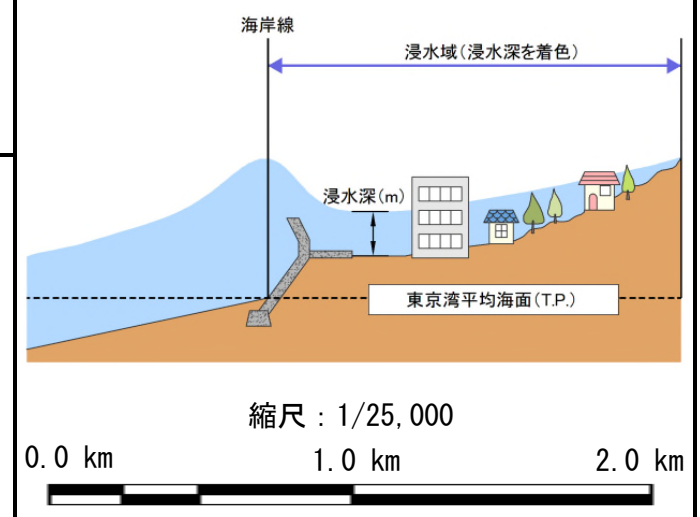 海岸線
浸水域(浸水深を着色)
浸水深(m)
東京湾平均海面(T.P.)
縮尺：1/25,000
0.0 km 1.0 km 2.0 km